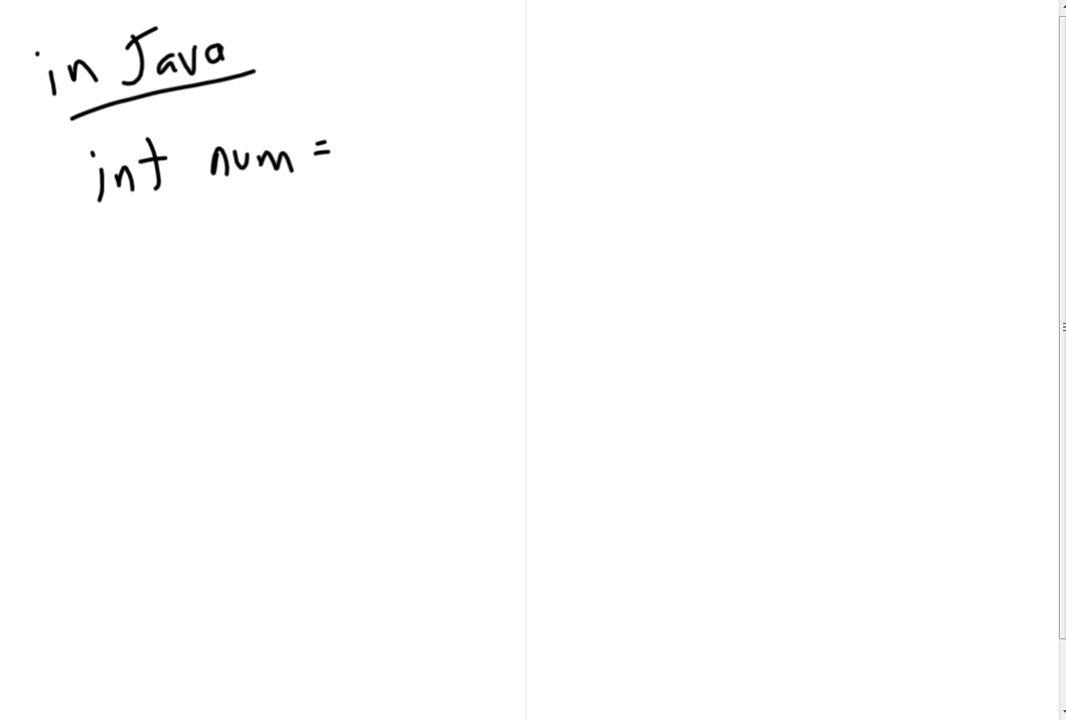 in Java
int num =